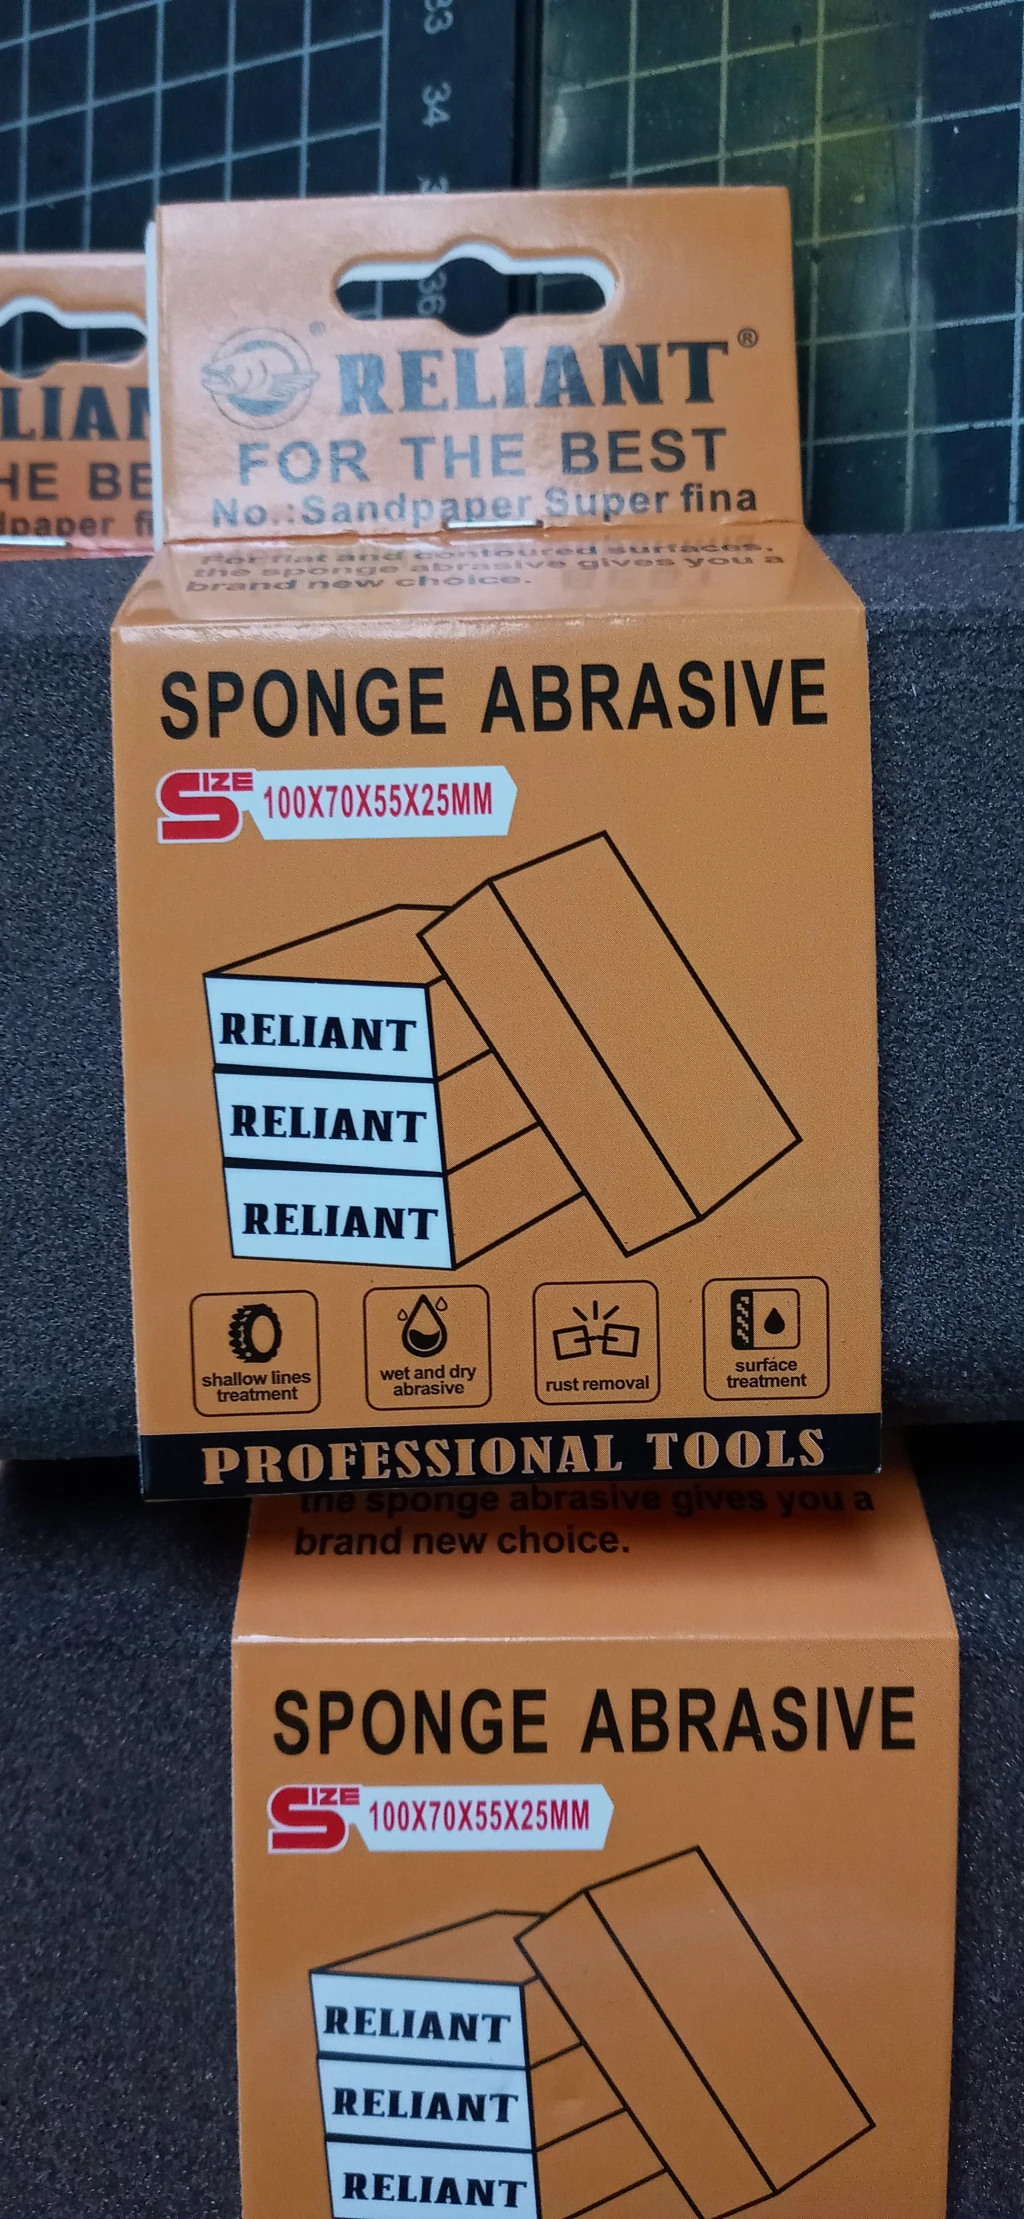 33
34
36
RELIANT®
FOR THE BEST
No.:Sandpaper Super fina
For flat and contoured surfaces,
the sponge abrasive gives you a
brand new choice.
SPONGE ABRASIVE
SIZE 100X70X55X25MM
RELIANT
RELIANT
RELIANT
shallow lines
treatment
wet and dry
abrasive
rust removal
surface
treatment
PROFESSIONAL TOOLS
LIAN
HE BE
paper fi
the sponge abrasive gives you a
brand new choice.
SPONGE ABRASIVE
SIZE 100X70X55X25MM
RELIANT
RELIANT
RELIANT